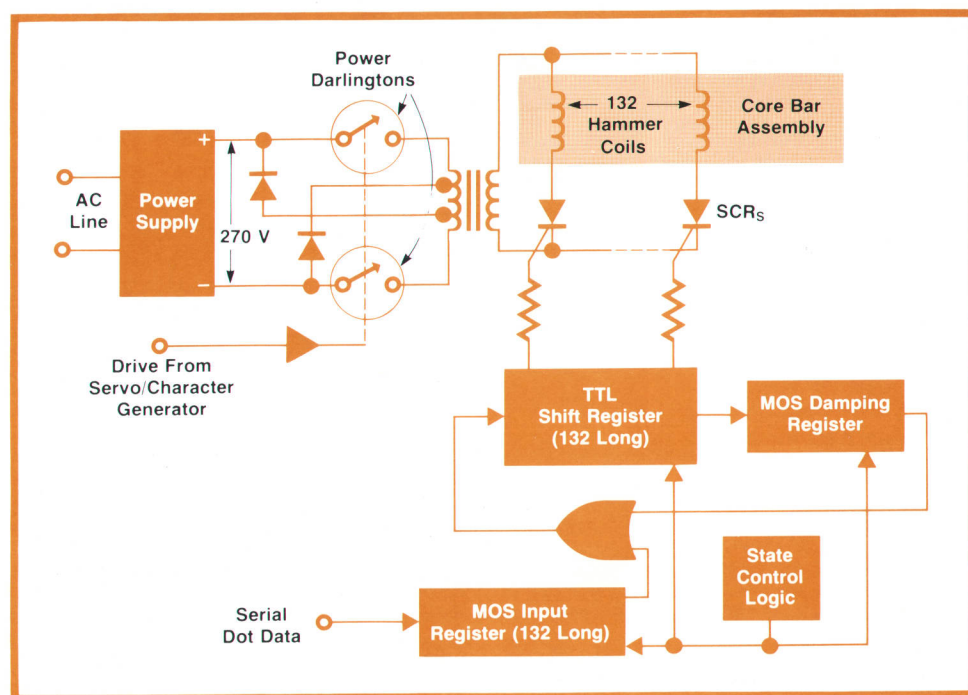 Power
Darlingtons
132
Hammer
Coils
Core Bar
Assembly
AC
Line
Power
Supply
+
−
270 V
SCRS
Drive From
Servo/Character
Generator
TTL
Shift Register
(132 Long)
MOS Damping
Register
State
Control
Logic
Serial
Dot Data
MOS Input
Register (132 Long)